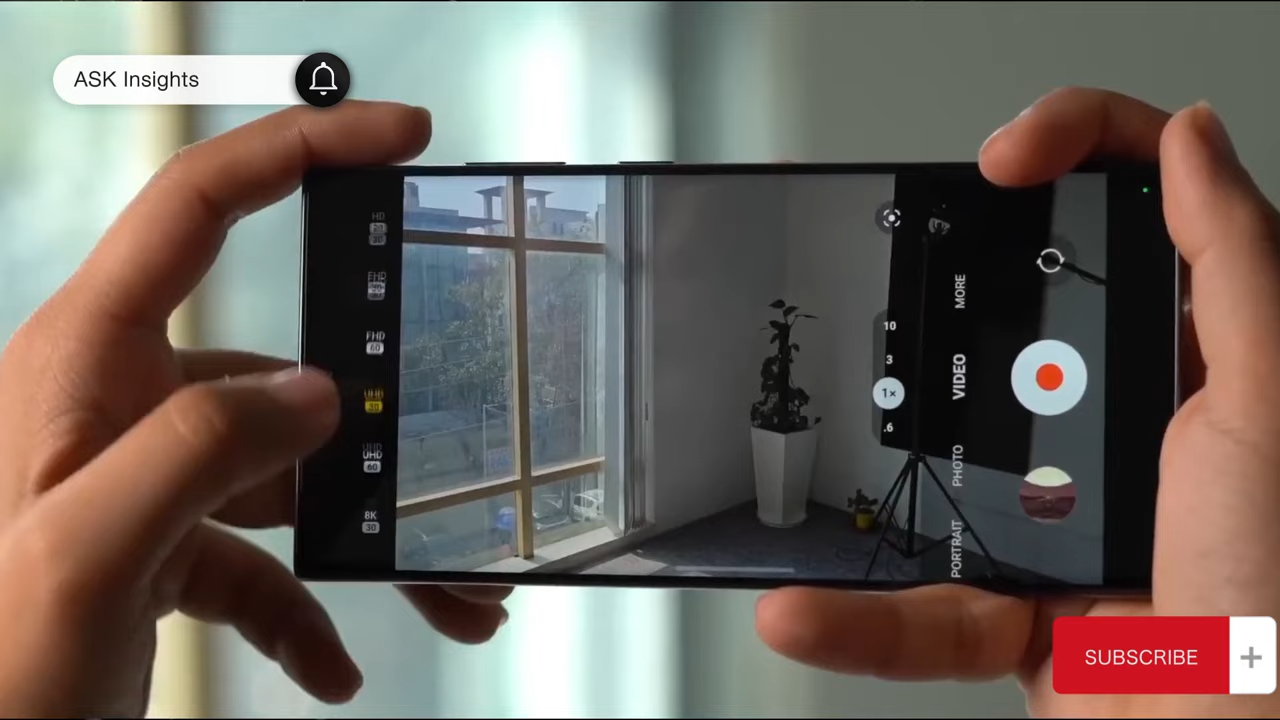 ASK Insights
HD
30
FHD
FHD
60
UHD
30
UHD
60
8K
30
10
3
1×
.6
MORE
VIDEO
PHOTO
PORTRAIT
SUBSCRIBE
+